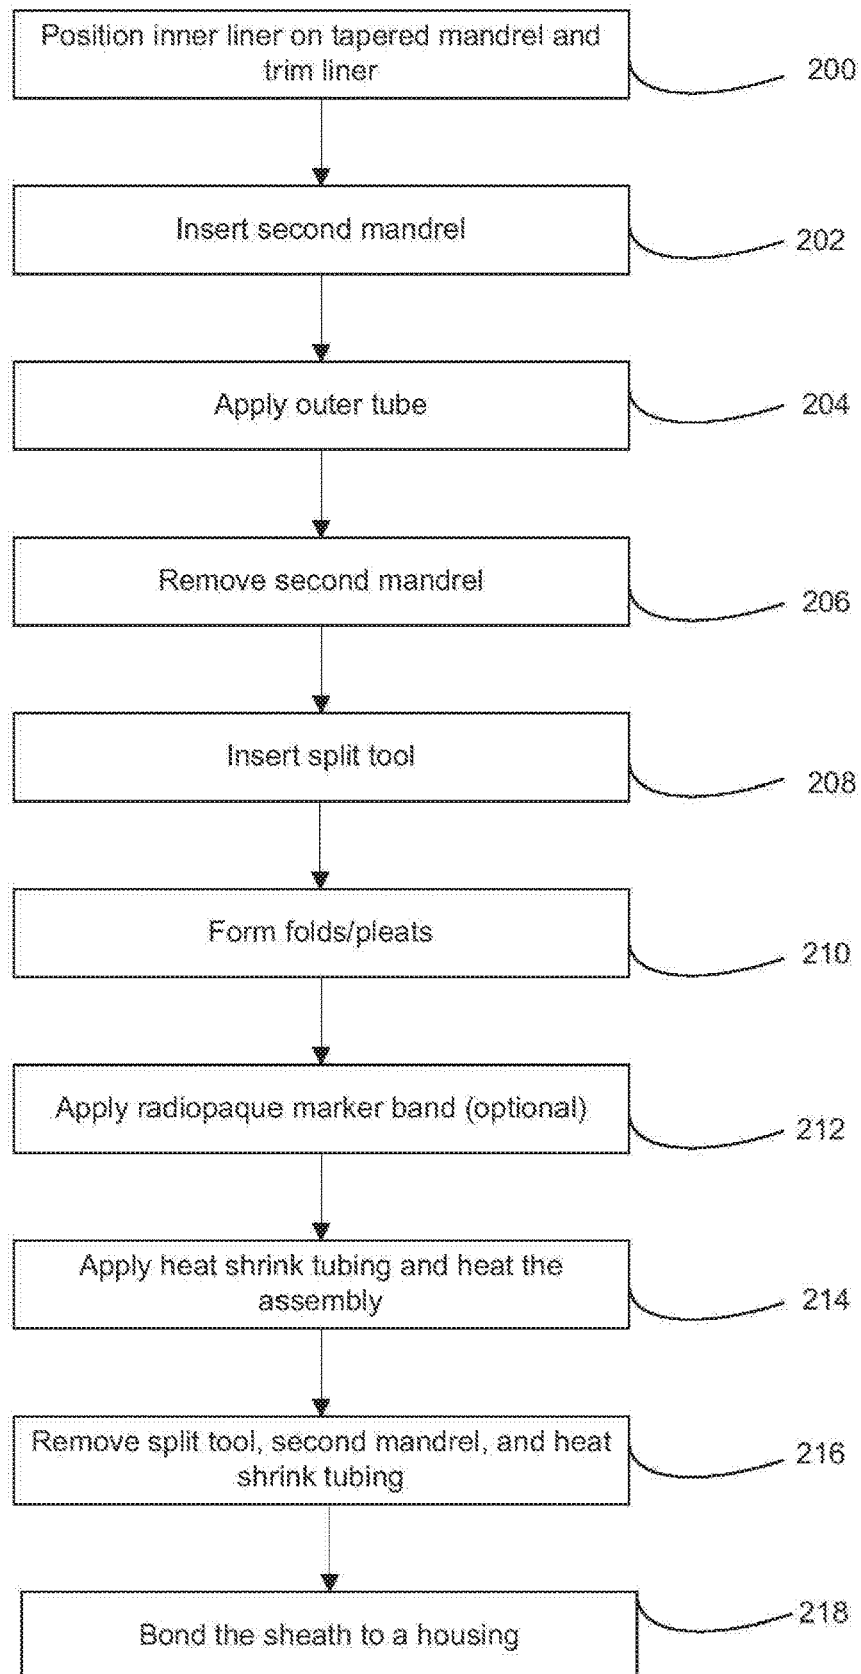 Position inner liner on tapered mandrel and
trim liner
200
Insert second mandrel
202
Apply outer tube
204
Remove second mandrel
206
Insert split tool
208
Form folds/pleats
210
Apply radiopaque marker band (optional)
212
Apply heat shrink tubing and heat the
assembly
214
Remove split tool, second mandrel, and heat
shrink tubing
216
Bond the sheath to a housing
218